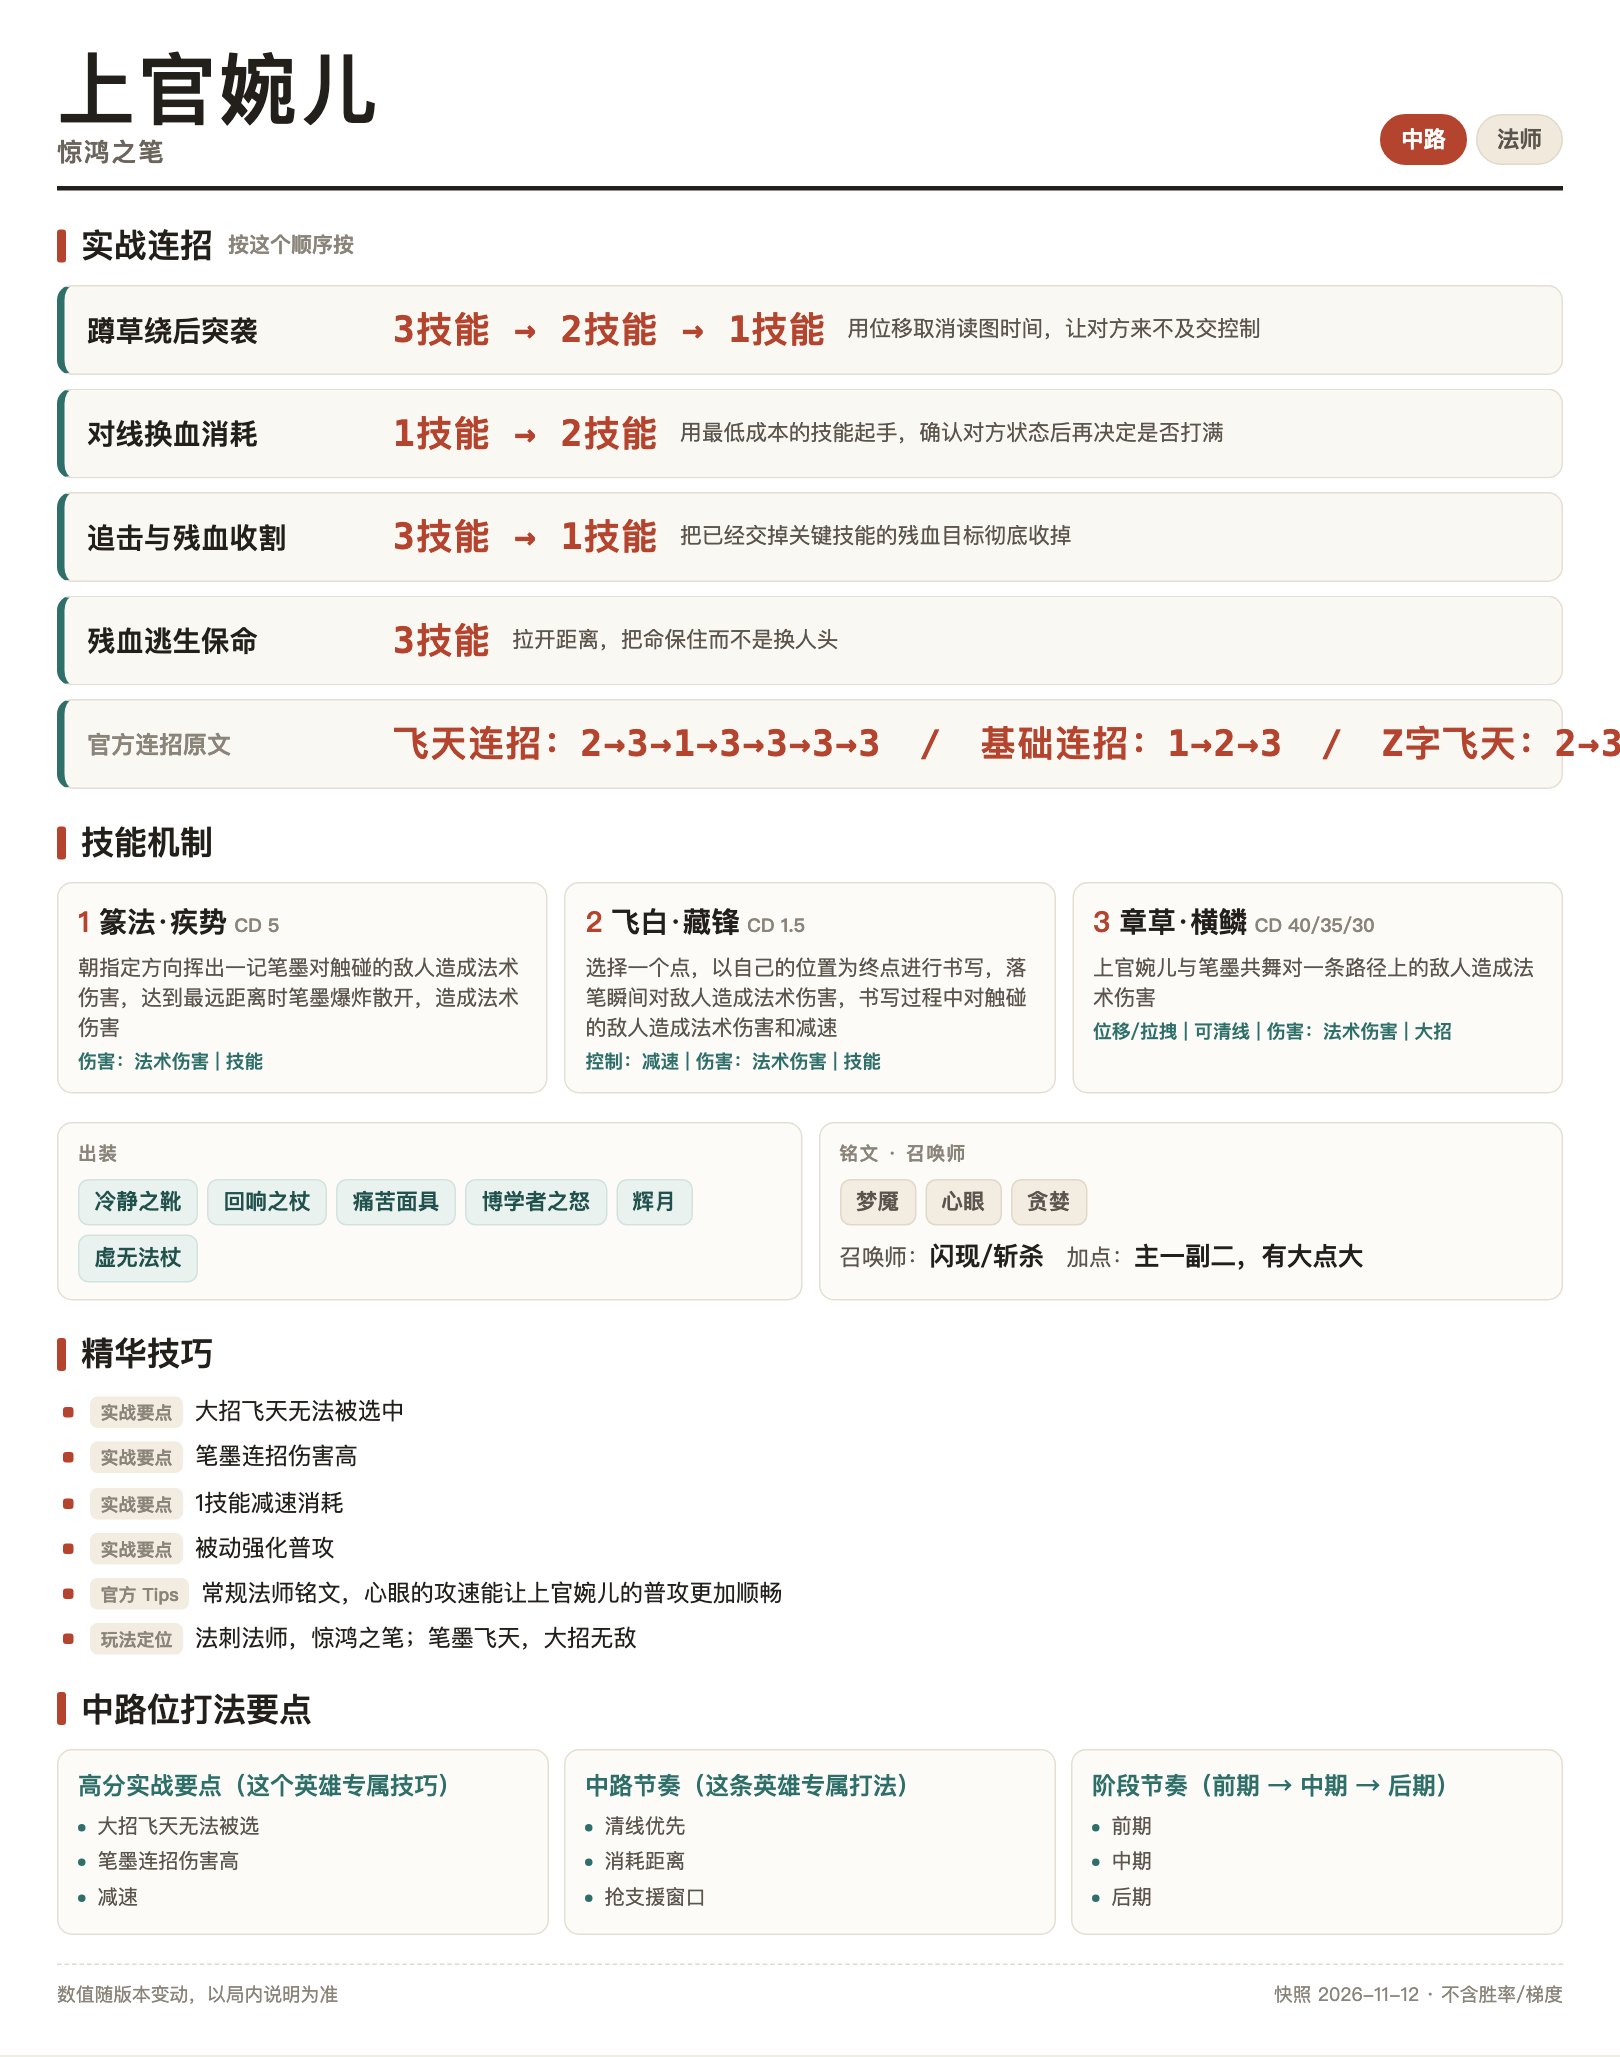 上官婉儿
惊鸿之笔
中路 法师
实战连招 按这个顺序按
蹲草绕后突袭 3技能 → 2技能 → 1技能 用位移取消读图时间，让对方来不及交控制
对线换血消耗 1技能 → 2技能 用最低成本的技能起手，确认对方状态后再决定是否打满
追击与残血收割 3技能 → 1技能 把已经交掉关键技能的残血目标彻底收掉
残血逃生保命 3技能 拉开距离，把命保住而不是换人头
官方连招原文 飞天连招：2→3→1→3→3→3→3 / 基础连招：1→2→3 / Z字飞天：2→3
技能机制
1 篆法·疾势 CD 5
朝指定方向挥出一记笔墨对触碰的敌人造成法术
伤害，达到最远距离时笔墨爆炸散开，造成法术
伤害
伤害：法术伤害 | 技能
2 飞白·藏锋 CD 1.5
选择一个点，以自己的位置为终点进行书写，落
笔瞬间对敌人造成法术伤害，书写过程中对触碰
的敌人造成法术伤害和减速
控制：减速 | 伤害：法术伤害 | 技能
3 章草·横鳞 CD 40/35/30
上官婉儿与笔墨共舞对一条路径上的敌人造成法
术伤害
位移/拉拽 | 可清线 | 伤害：法术伤害 | 大招
出装
冷静之靴 回响之杖 痛苦面具 博学者之怒 辉月
虚无法杖
铭文 · 召唤师
梦魇 心眼 贪婪
召唤师：闪现/斩杀 加点：主一副二，有大点大
精华技巧
实战要点 大招飞天无法被选中
实战要点 笔墨连招伤害高
实战要点 1技能减速消耗
实战要点 被动强化普攻
官方 Tips 常规法师铭文，心眼的攻速能让上官婉儿的普攻更加顺畅
玩法定位 法刺法师，惊鸿之笔；笔墨飞天，大招无敌
中路位打法要点
高分实战要点（这个英雄专属技巧）
大招飞天无法被选
笔墨连招伤害高
减速
中路节奏（这条英雄专属打法）
清线优先
消耗距离
抢支援窗口
阶段节奏（前期 → 中期 → 后期）
前期
中期
后期
数值随版本变动，以局内说明为准
快照 2026-11-12 · 不含胜率/梯度